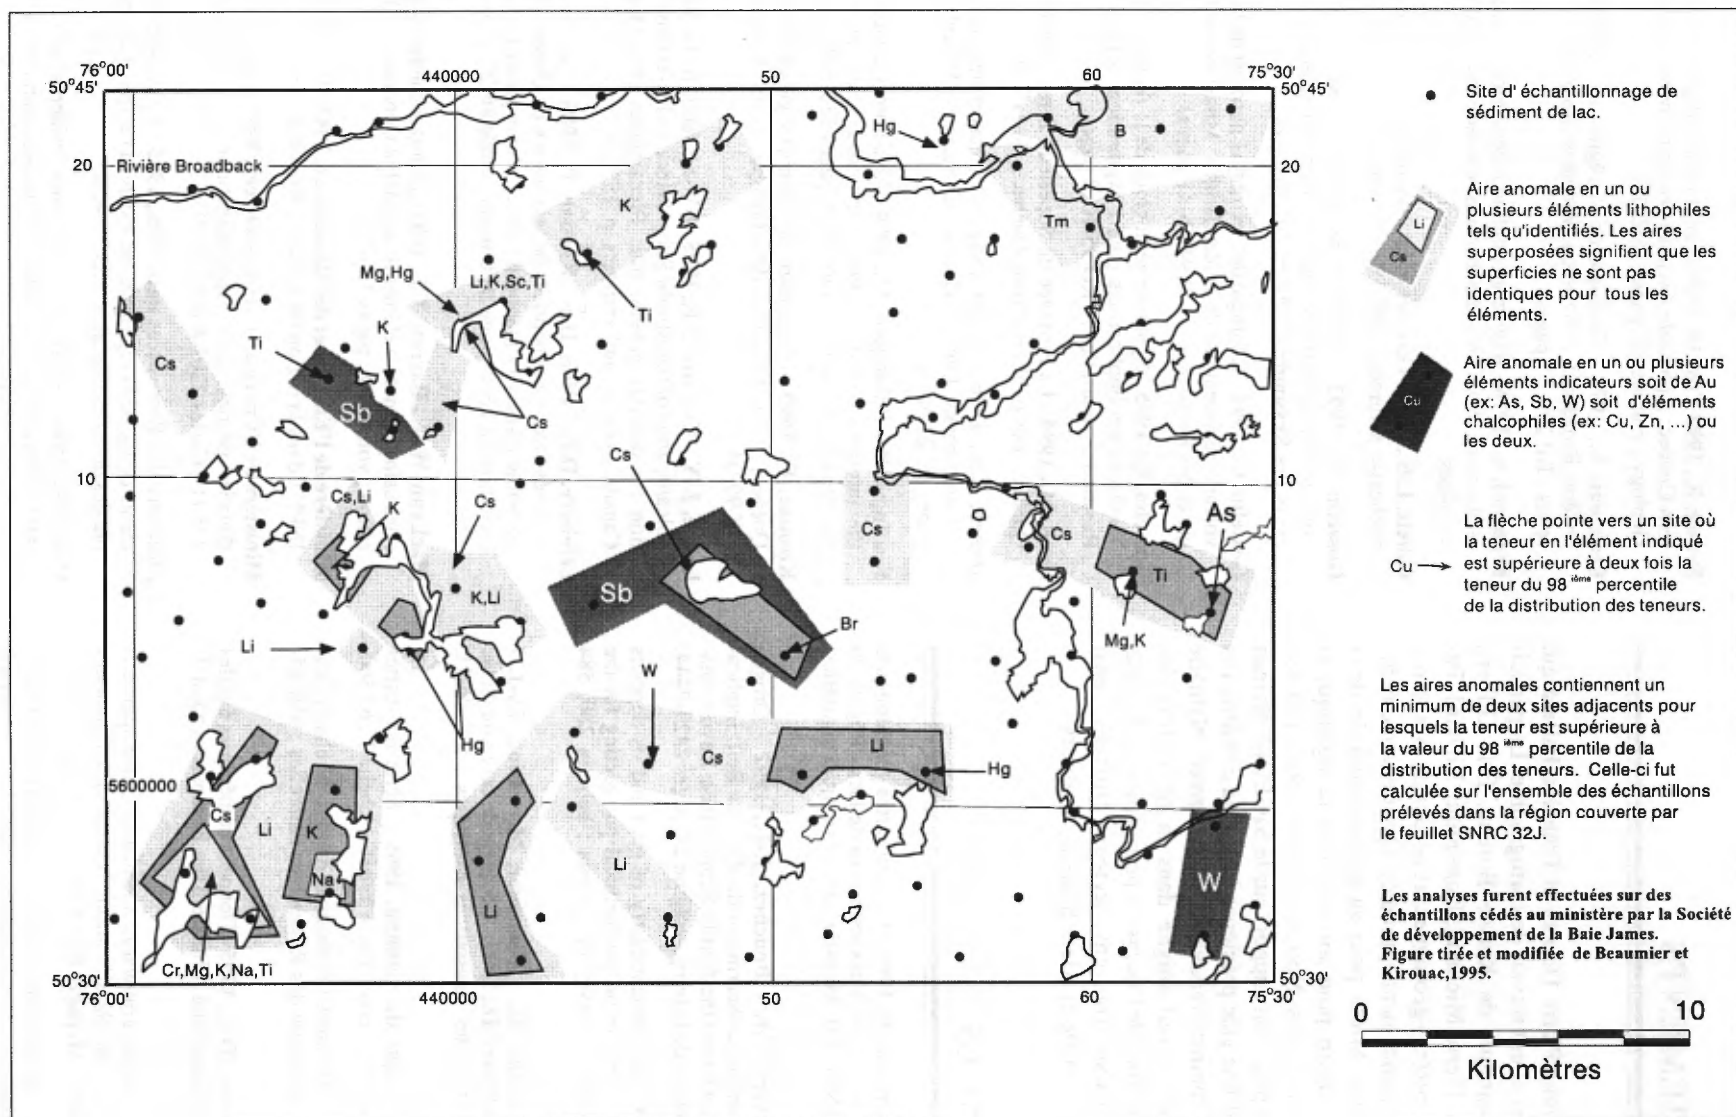 76°00'
440000
50
60
75°30'
50°45'
50°45'
Hg
B
Rivière Broadback
20
20
K
Tm
Mg,Hg
Li,K,Sc,Ti
Ti
K
Ti
Cs
Sb
Cs
Cs
10
10
Cs,Li
K
Cs
Cs
Cs
As
Ti
K,Li
Sb
Li
Br
Mg,K
W
Hg
Cs
Li
Hg
5600000
Cs
Li
K
Na
Li
Li
W
Cr,Mg,K,Na,Ti
50°30'
50°30'
76°00'
440000
50
60
75°30'
Site d' échantillonnage de
sédiment de lac.
Li
Cs
Aire anomale en un ou
plusieurs éléments lithophiles
tels qu'identifiés. Les aires
superposées signifient que les
superficies ne sont pas
identiques pour tous les
éléments.
Cu
Aire anomale en un ou plusieurs
éléments indicateurs soit de Au
(ex: As, Sb, W) soit d'éléments
chalcophiles (ex: Cu, Zn, ...) ou
les deux.
La flèche pointe vers un site où
la teneur en l'élément indiqué
Cu → est supérieure à deux fois la
teneur du 98 ième percentile
de la distribution des teneurs.
Les aires anomales contiennent un
minimum de deux sites adjacents pour
lesquels la teneur est supérieure à
la valeur du 98 ième percentile de la
distribution des teneurs. Celle-ci fut
calculée sur l'ensemble des échantillons
prélevés dans la région couverte par
le feuillet SNRC 32J.
Les analyses furent effectuées sur des
échantillons cédés au ministère par la Société
de développement de la Baie James.
Figure tirée et modifiée de Beaumier et
Kirouac,1995.
0 10
Kilomètres